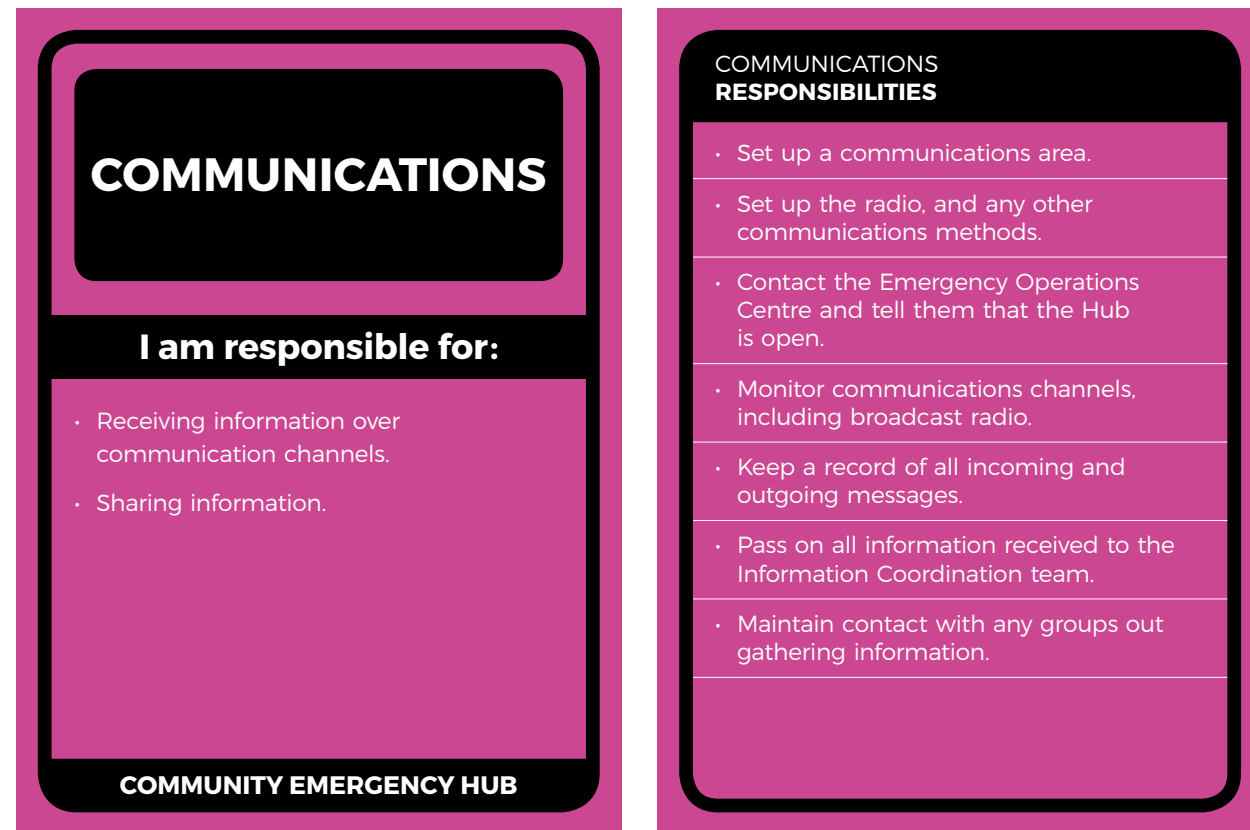 COMMUNICATIONS
I am responsible for:
• Receiving information over
communication channels.
• Sharing information.
COMMUNITY EMERGENCY HUB
COMMUNICATIONS
RESPONSIBILITIES
• Set up a communications area.
• Set up the radio, and any other
communications methods.
• Contact the Emergency Operations
Centre and tell them that the Hub
is open.
• Monitor communications channels,
including broadcast radio.
• Keep a record of all incoming and
outgoing messages.
• Pass on all information received to the
Information Coordination team.
• Maintain contact with any groups out
gathering information.